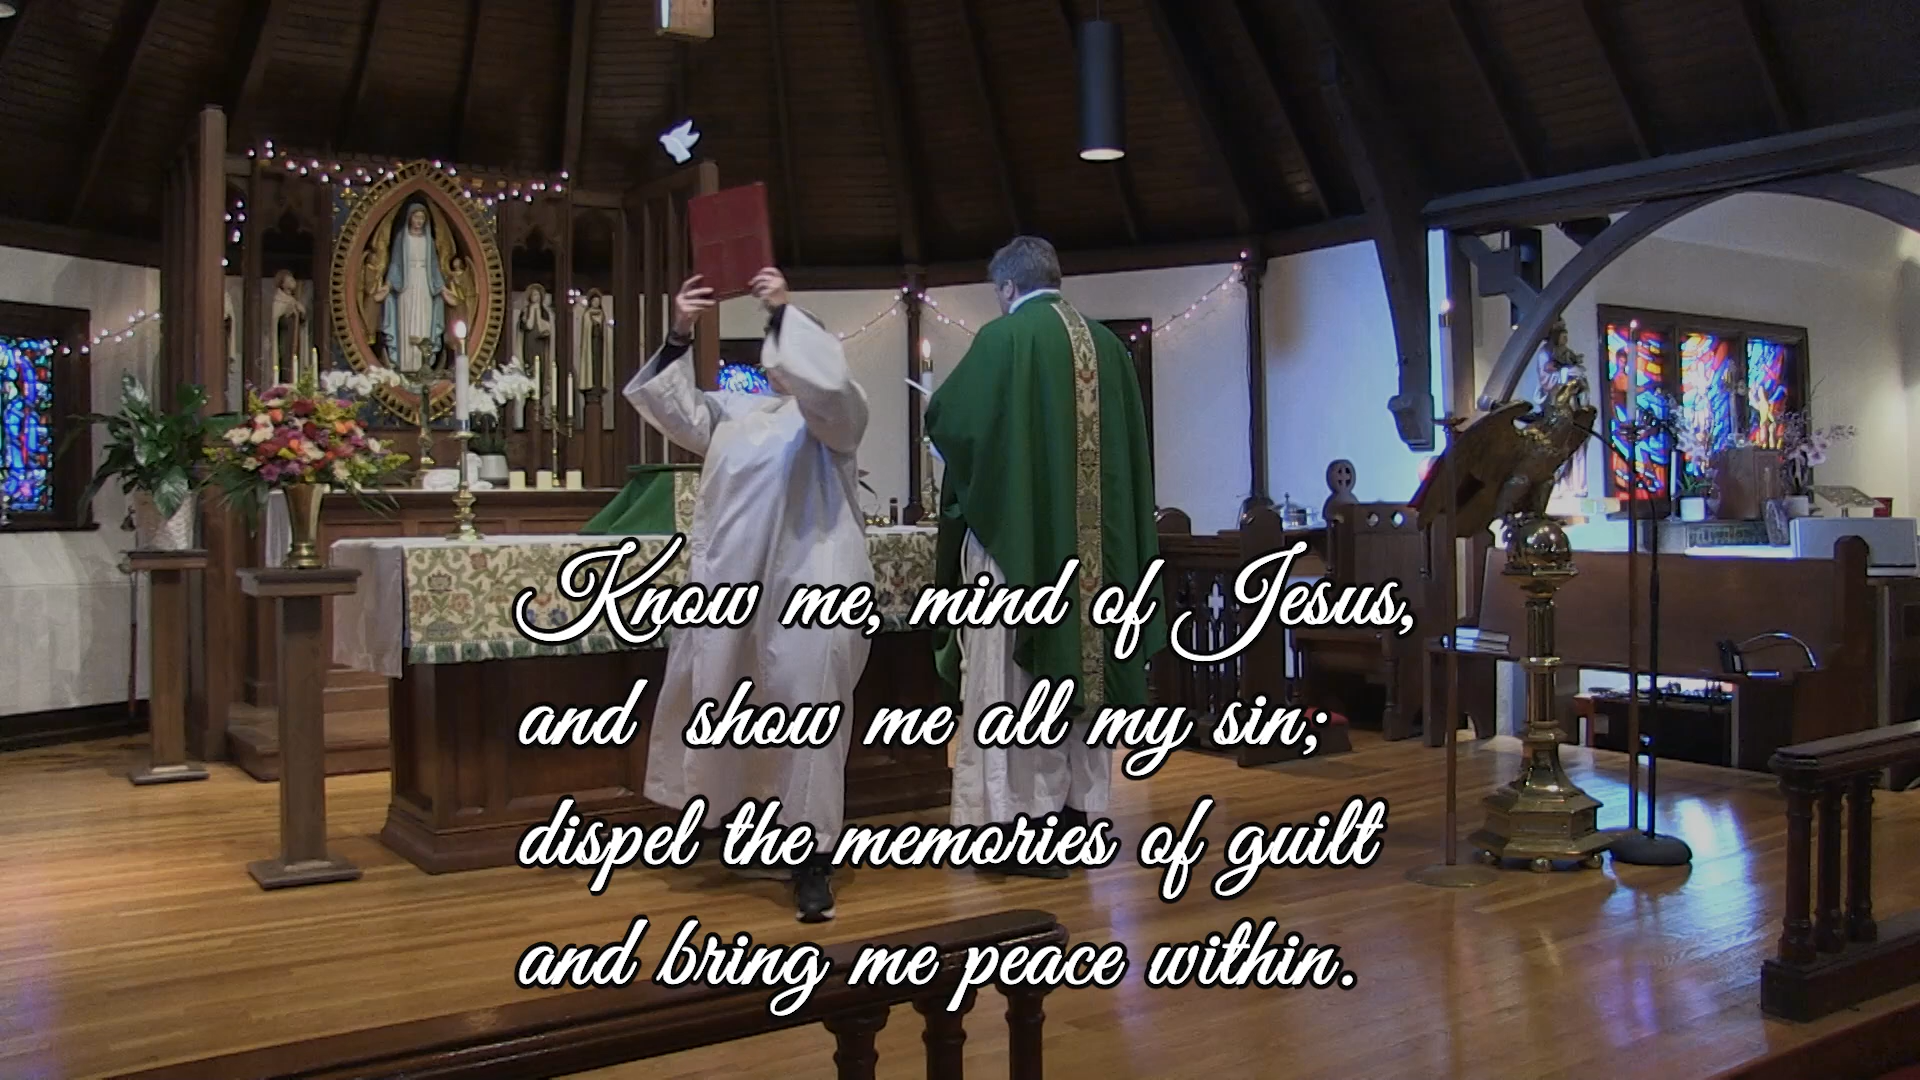 Know me, mind of Jesus,
and show me all my sin;
dispel the memories of guilt
and bring me peace within.